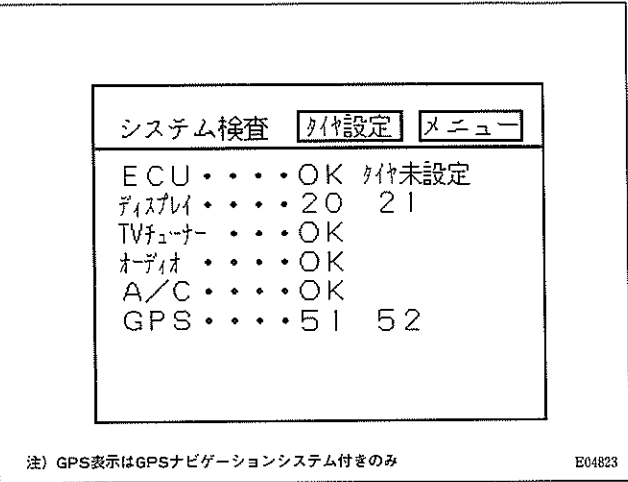 システム検査 ﾀｲﾔ設定 メニュー
ECU・・・・OK ﾀｲﾔ未設定
ﾃﾞｨｽﾌﾟﾚｲ・・・・20 21
TVﾁｭｰﾅｰ ・・・OK
ｵｰﾃﾞｨｵ ・・・・OK
A/C・・・・OK
GPS・・・・51 52
注）GPS表示はGPSナビゲーションシステム付きのみ
E04823